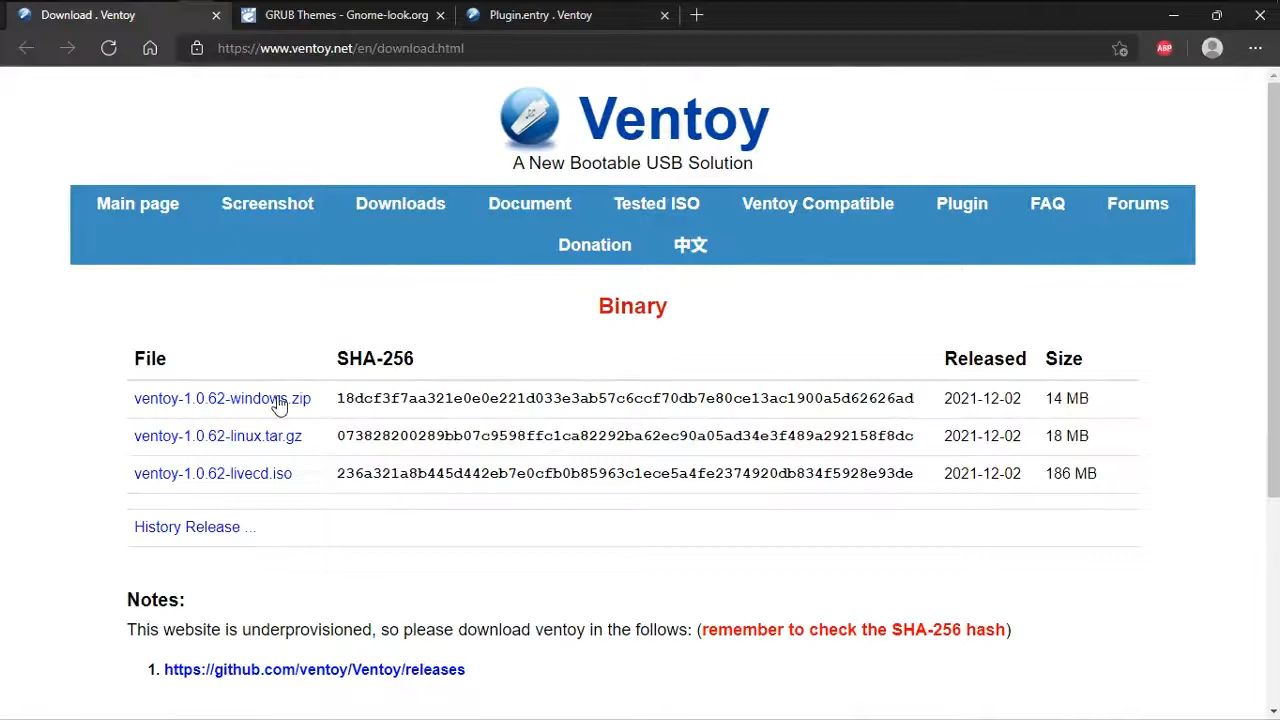 Download . Ventoy
GRUB Themes - Gnome-look.org
Plugin.entry . Ventoy
https://www.ventoy.net/en/download.html
ABP
Ventoy
A New Bootable USB Solution
Main page Screenshot Downloads Document Tested ISO Ventoy Compatible Plugin FAQ Forums
Donation 中文
Binary
File SHA-256 Released Size
ventoy-1.0.62-windows.zip 18dcf3f7aa321e0e0e221d033e3ab57c6ccf70db7e80ce13ac1900a5d62626ad 2021-12-02 14 MB
ventoy-1.0.62-linux.tar.gz 073828200289bb07c9598ffc1ca82292ba62ec90a05ad34e3f489a292158f8dc 2021-12-02 18 MB
ventoy-1.0.62-livecd.iso 236a321a8b445d442eb7e0cfb0b85963c1ece5a4fe2374920db834f5928e93de 2021-12-02 186 MB
History Release ...
Notes:
This website is underprovisioned, so please download ventoy in the follows: (remember to check the SHA-256 hash)
1. https://github.com/ventoy/Ventoy/releases